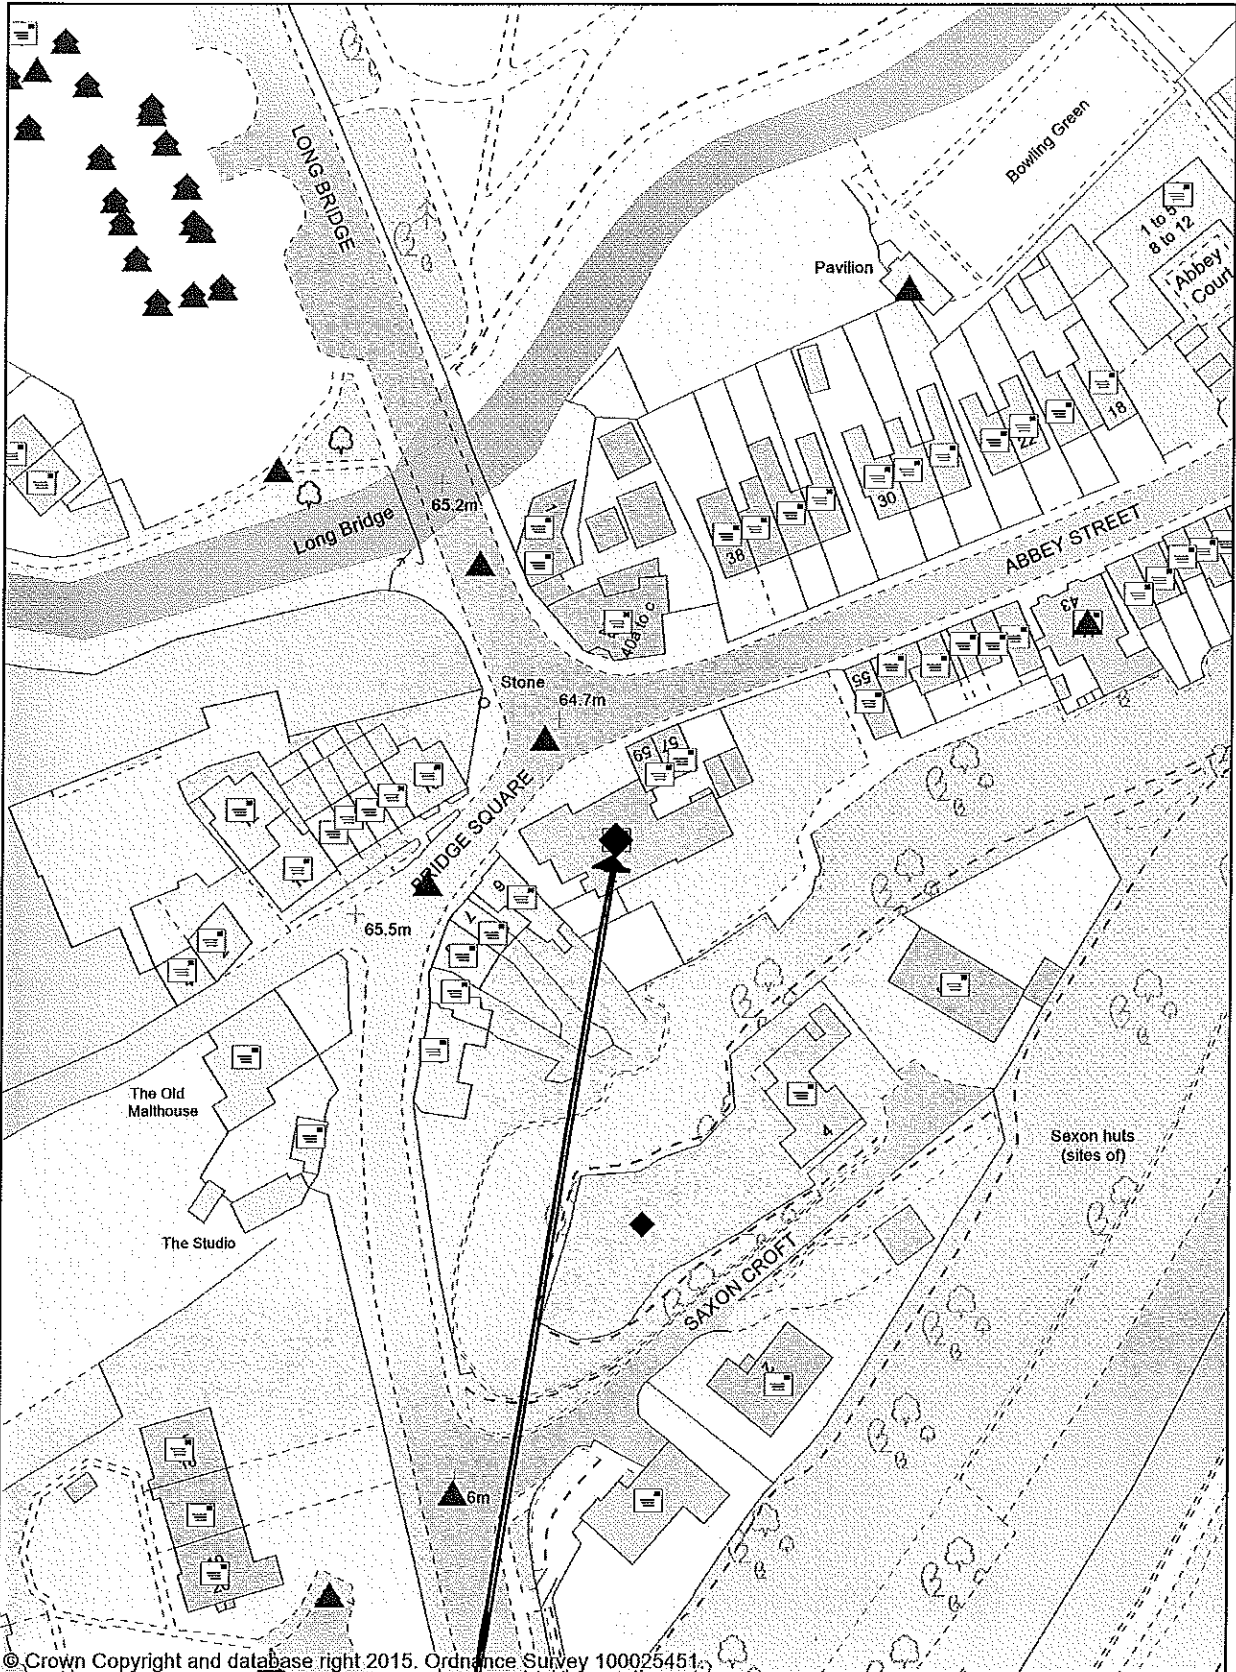 LONG BRIDGE
Bowling Green
1 to 5
8 to 12
Abbey
Court
Pavilion
18
22
30
38
65.2m
Long Bridge
1
ABBEY STREET
40a to c
43
55
Stone
64.7m
57
59
BRIDGE SQUARE
9
7
65.5m
The Old
Malthouse
4
Saxon huts
(sites of)
The Studio
SAXON CROFT
2
6m
© Crown Copyright and database right 2015. Ordnance Survey 100025451.